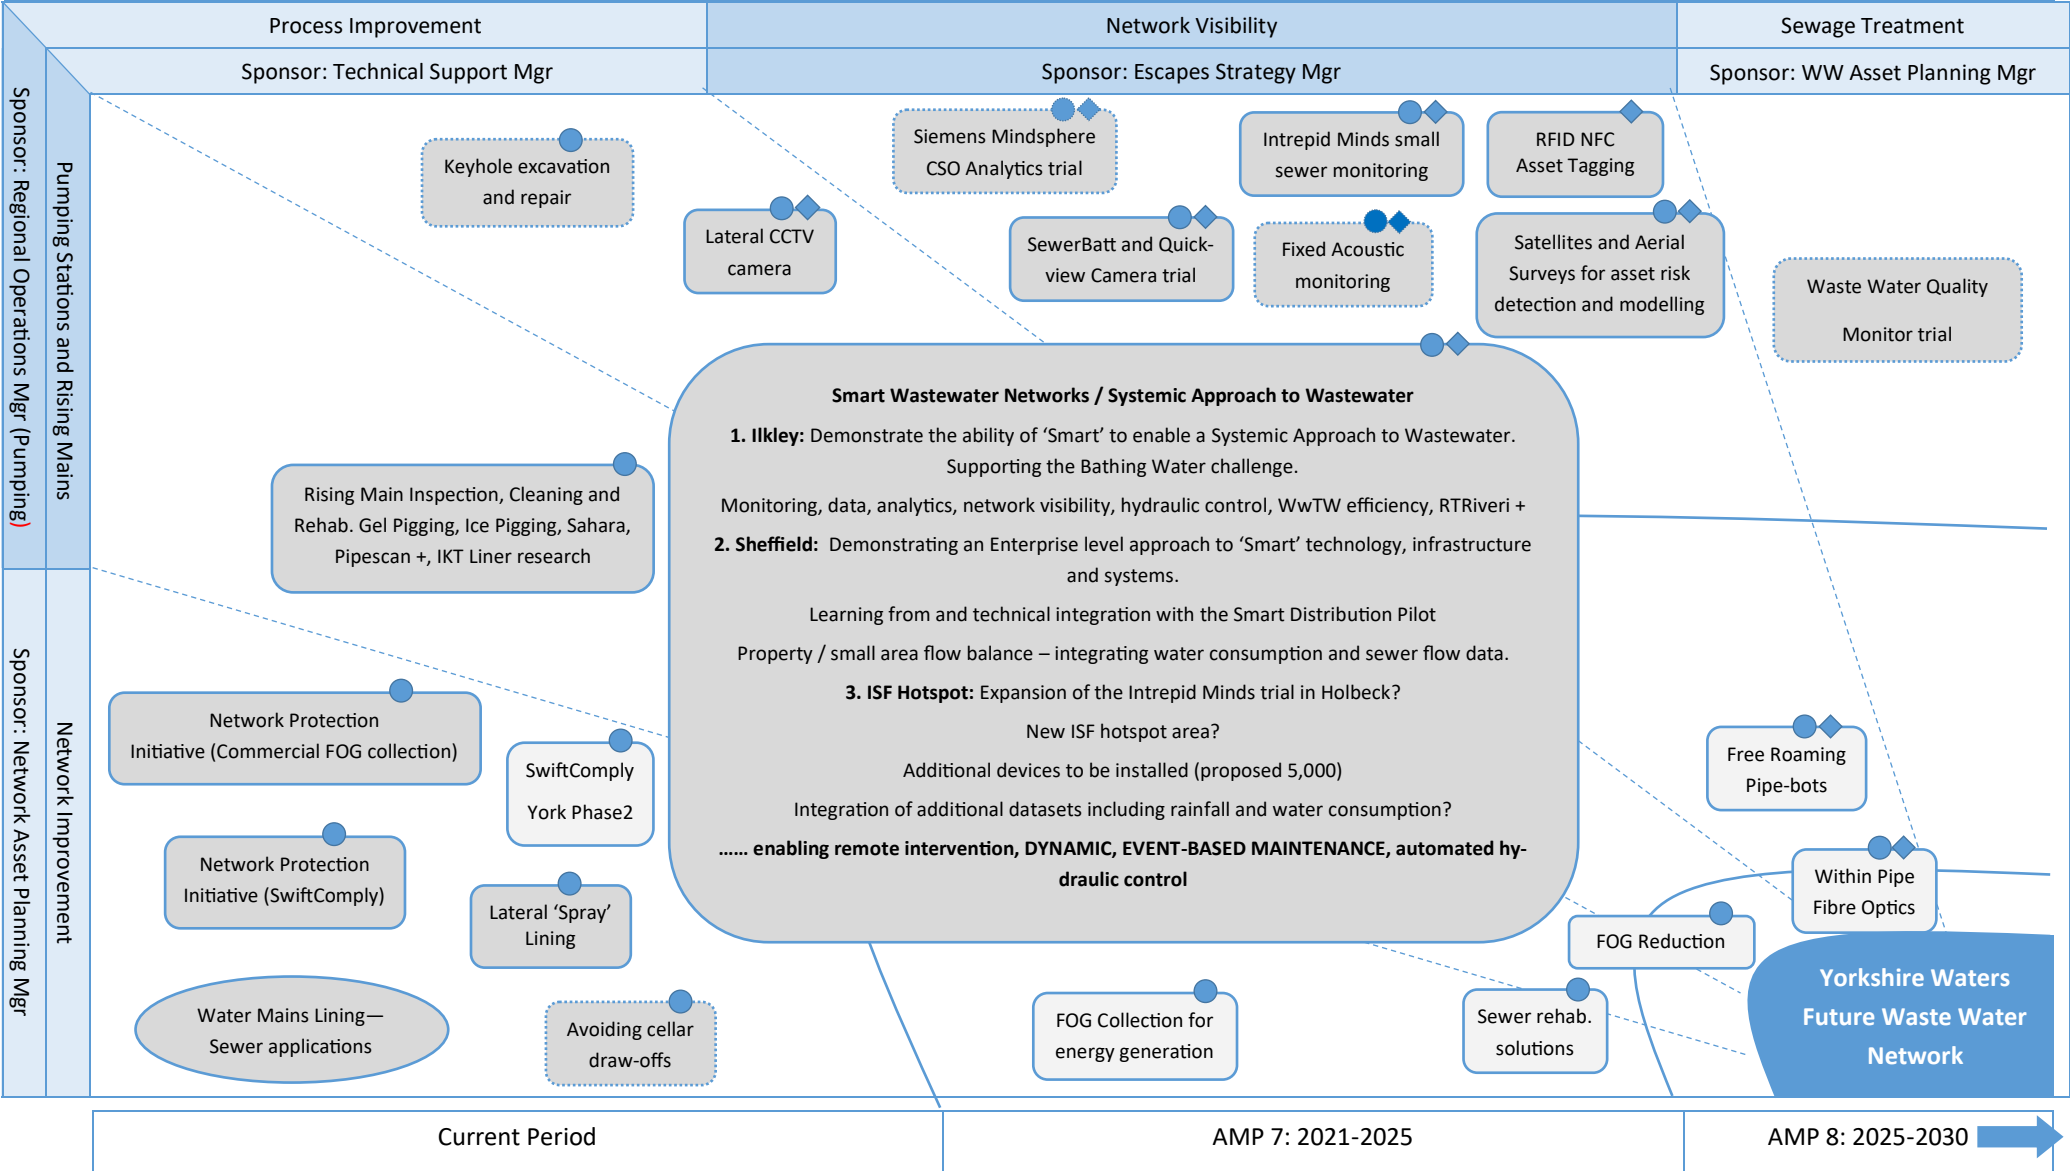 Process Improvement
Network Visibility
Sewage Treatment
Sponsor: Technical Support Mgr
Sponsor: Escapes Strategy Mgr
Sponsor: WW Asset Planning Mgr
Sponsor: Regional Operations Mgr (Pumping)
Pumping Stations and Rising Mains
Sponsor: Network Asset Planning Mgr
Network Improvement
Keyhole excavation
and repair
Lateral CCTV
camera
Siemens Mindsphere
CSO Analytics trial
Intrepid Minds small
sewer monitoring
RFID NFC
Asset Tagging
SewerBatt and Quick-
view Camera trial
Fixed Acoustic
monitoring
Satellites and Aerial
Surveys for asset risk
detection and modelling
Waste Water Quality
Monitor trial
Rising Main Inspection, Cleaning and
Rehab. Gel Pigging, Ice Pigging, Sahara,
Pipescan +, IKT Liner research
Smart Wastewater Networks / Systemic Approach to Wastewater
1. Ilkley: Demonstrate the ability of ‘Smart’ to enable a Systemic Approach to Wastewater.
Supporting the Bathing Water challenge.
Monitoring, data, analytics, network visibility, hydraulic control, WwTW efficiency, RTRiveri +
2. Sheffield: Demonstrating an Enterprise level approach to ‘Smart’ technology, infrastructure
and systems.
Learning from and technical integration with the Smart Distribution Pilot
Property / small area flow balance – integrating water consumption and sewer flow data.
3. ISF Hotspot: Expansion of the Intrepid Minds trial in Holbeck?
New ISF hotspot area?
Additional devices to be installed (proposed 5,000)
Integration of additional datasets including rainfall and water consumption?
…... enabling remote intervention, DYNAMIC, EVENT-BASED MAINTENANCE, automated hy-
draulic control
Network Protection
Initiative (Commercial FOG collection)
SwiftComply
York Phase2
Network Protection
Initiative (SwiftComply)
Lateral ‘Spray’
Lining
Water Mains Lining—
Sewer applications
Avoiding cellar
draw-offs
FOG Collection for
energy generation
Sewer rehab.
solutions
FOG Reduction
Free Roaming
Pipe-bots
Within Pipe
Fibre Optics
Yorkshire Waters
Future Waste Water
Network
Current Period
AMP 7: 2021-2025
AMP 8: 2025-2030